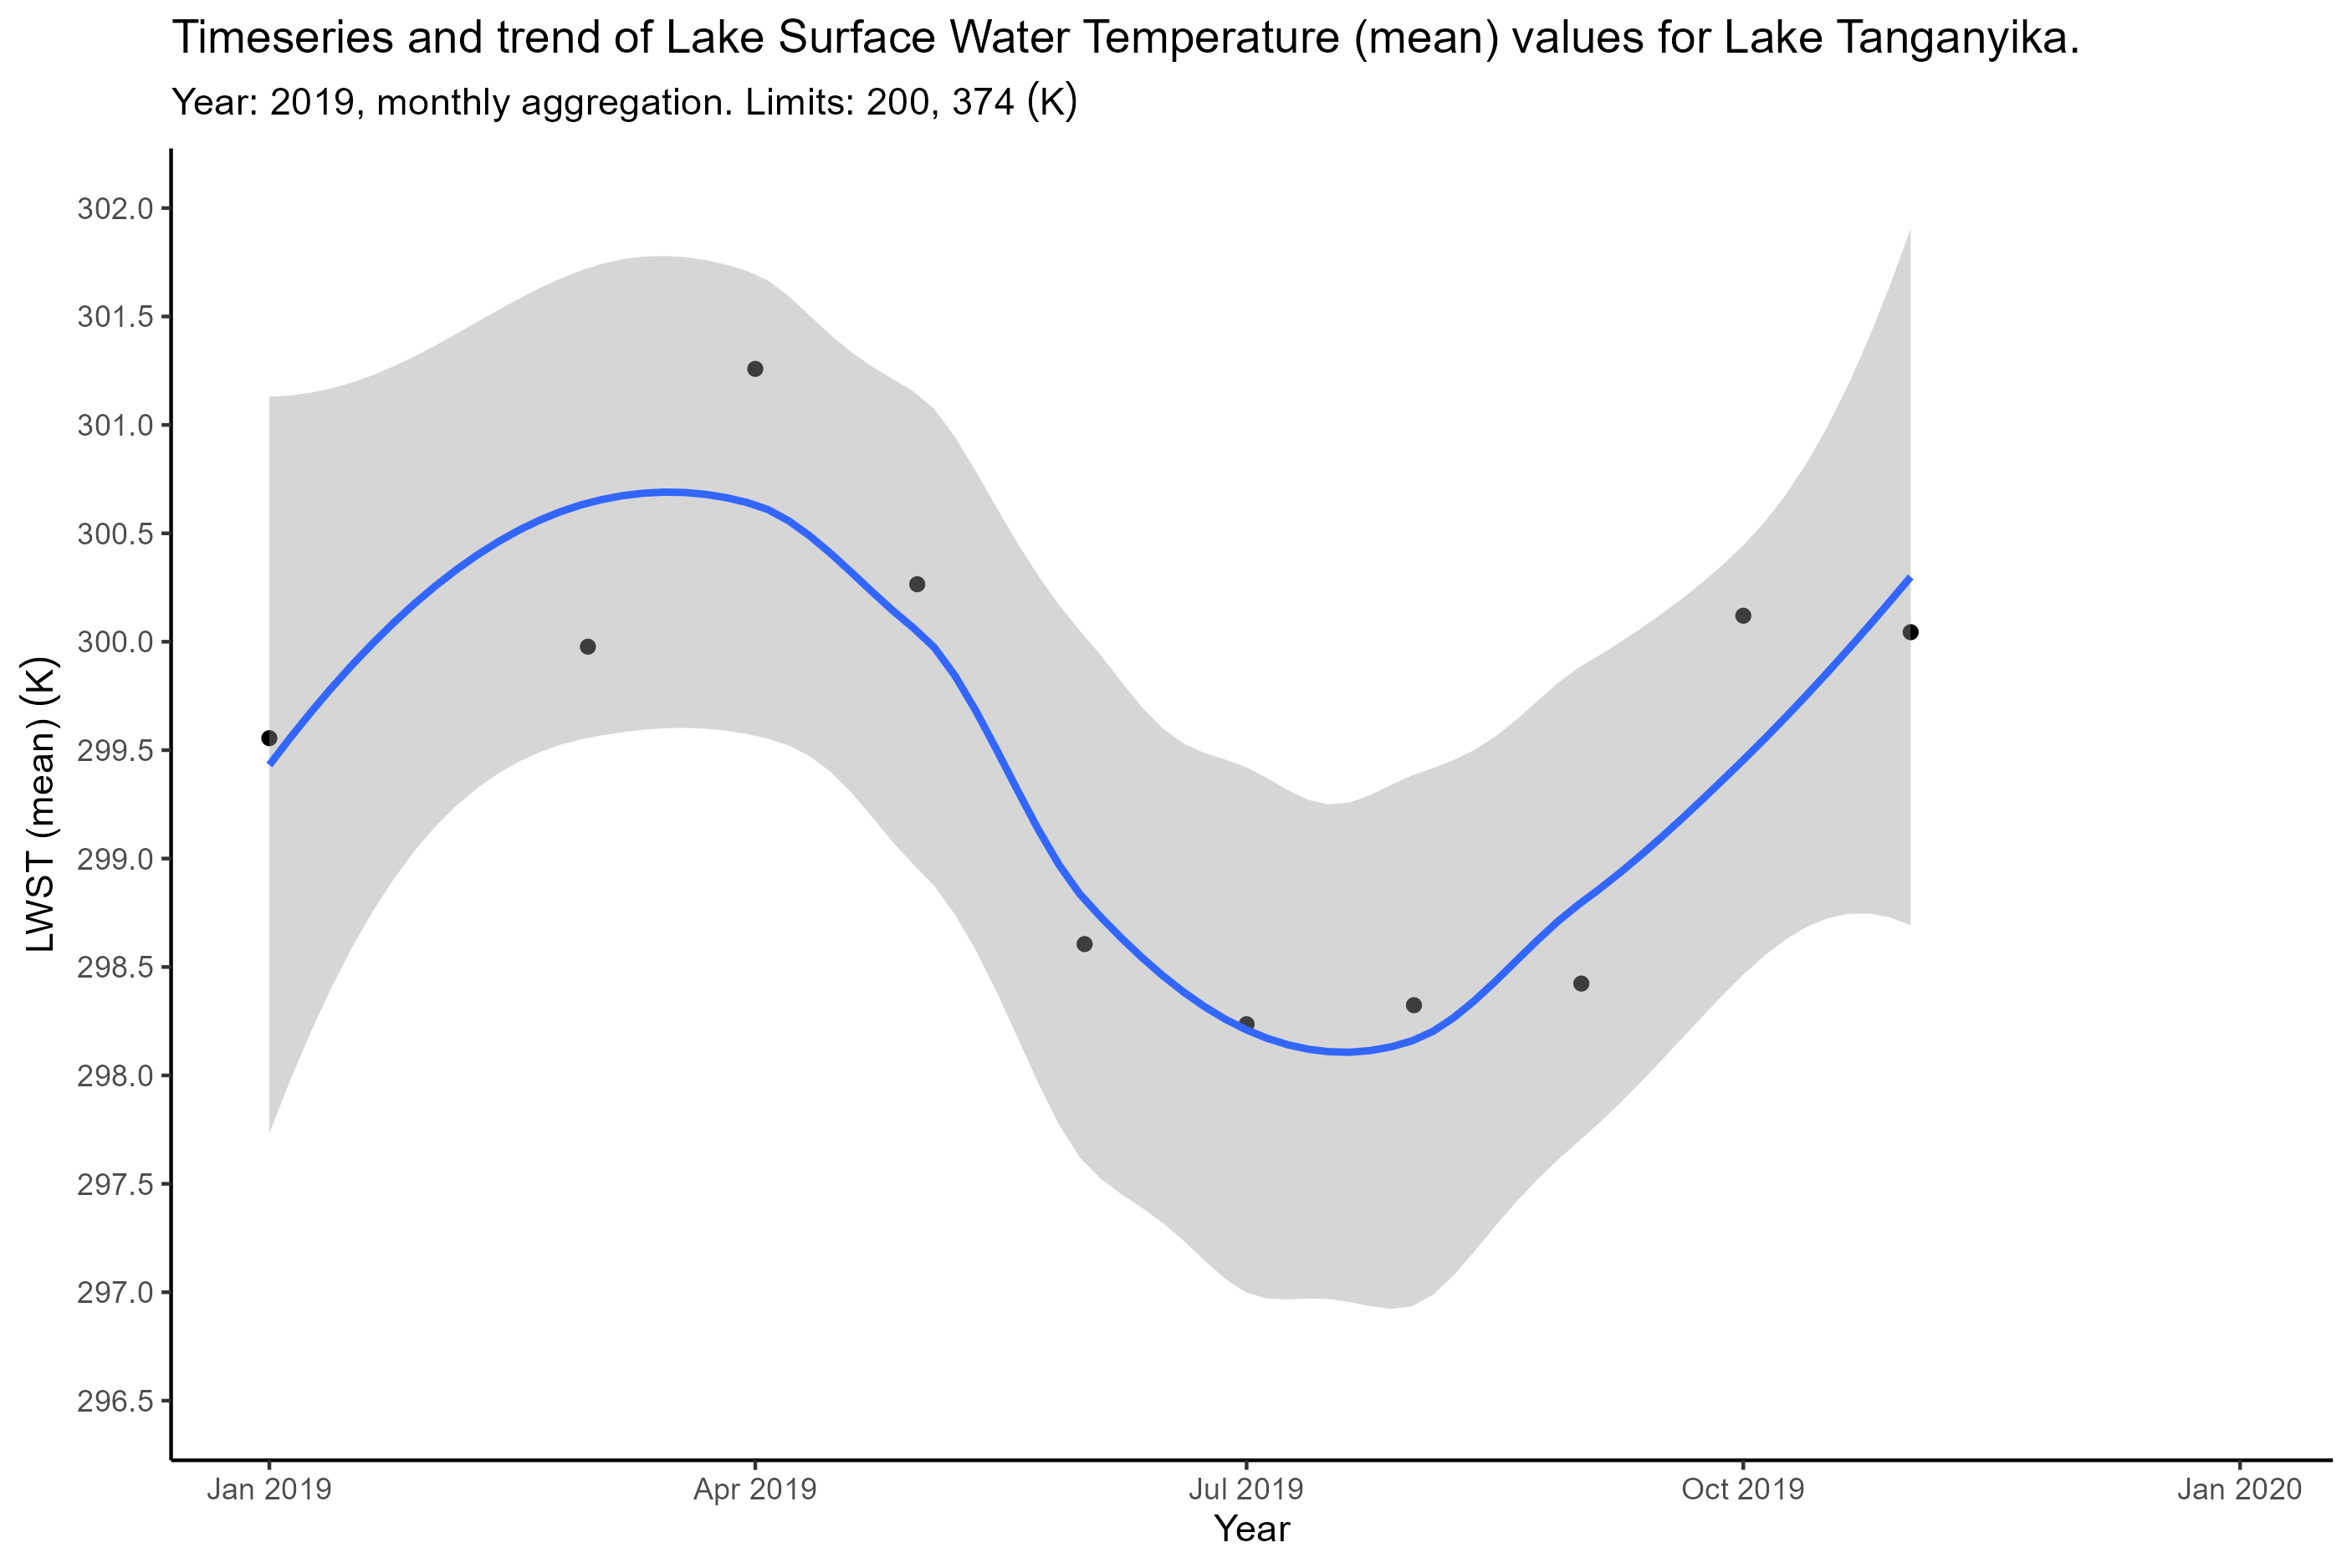 Timeseries and trend of Lake Surface Water Temperature (mean) values for Lake Tanganyika.
Year: 2019, monthly aggregation. Limits: 200, 374 (K)
LWST (mean) (K)
302.0
301.5
301.0
300.5
300.0
299.5
299.0
298.5
298.0
297.5
297.0
296.5
Jan 2019 Apr 2019 Jul 2019 Oct 2019 Jan 2020
Year